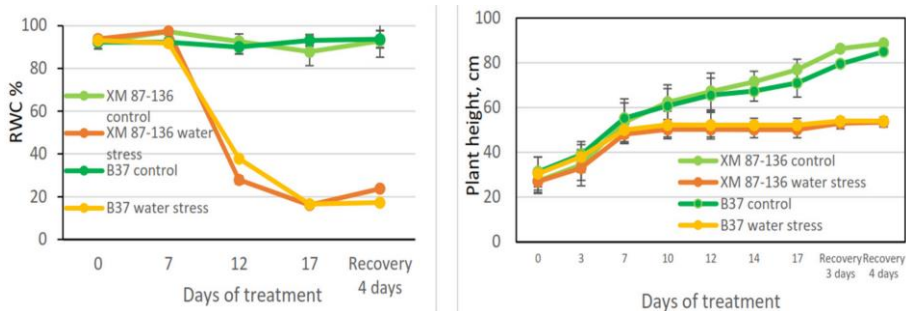 100
80
60
40
20
0
RWC %
XM 87-136
control
XM 87-136 water
stress
B37 control
B37 water stress
0 7 12 17 Recovery
4 days
Days of treatment
100
80
60
40
20
0
Plant height, cm
XM 87-136 control
XM 87-136 water stress
B37 control
B37 water stress
0 3 7 10 12 14 17 Recovery Recovery
3 days 4 days
Days of treatment